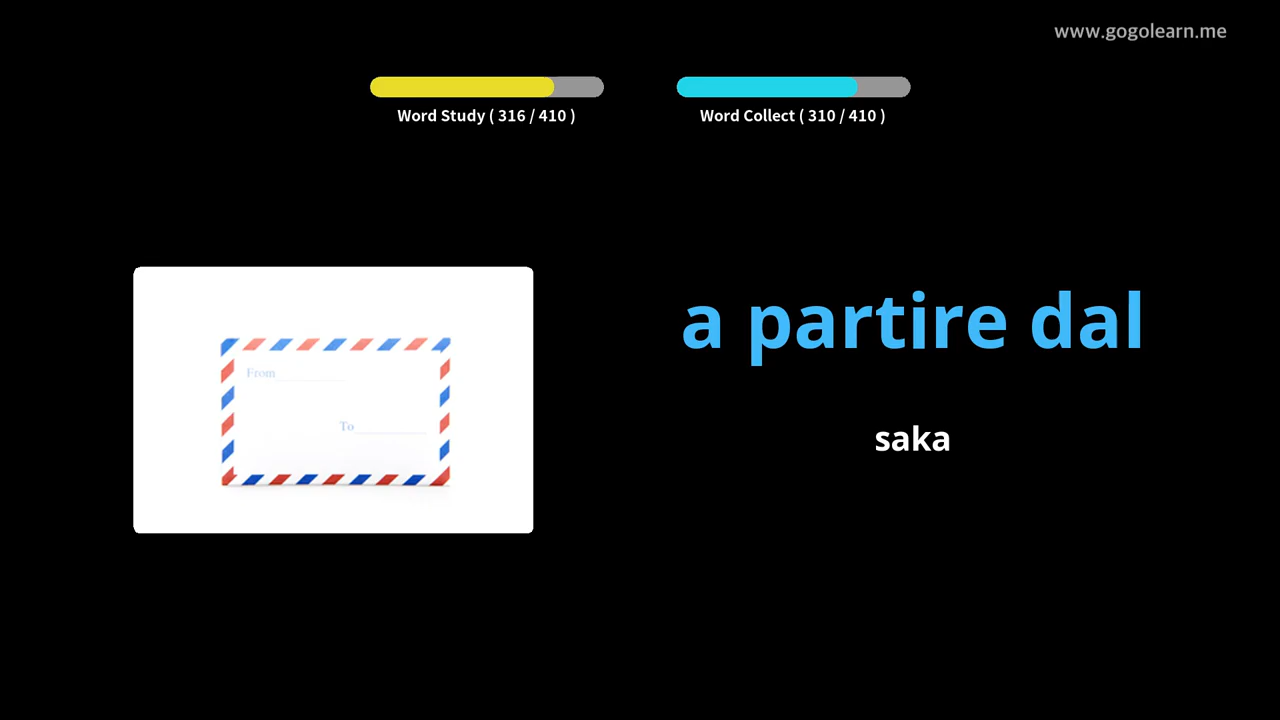 www.gogolearn.me
Word Study ( 316 / 410 )
Word Collect ( 310 / 410 )
a partire dal
From
To
saka